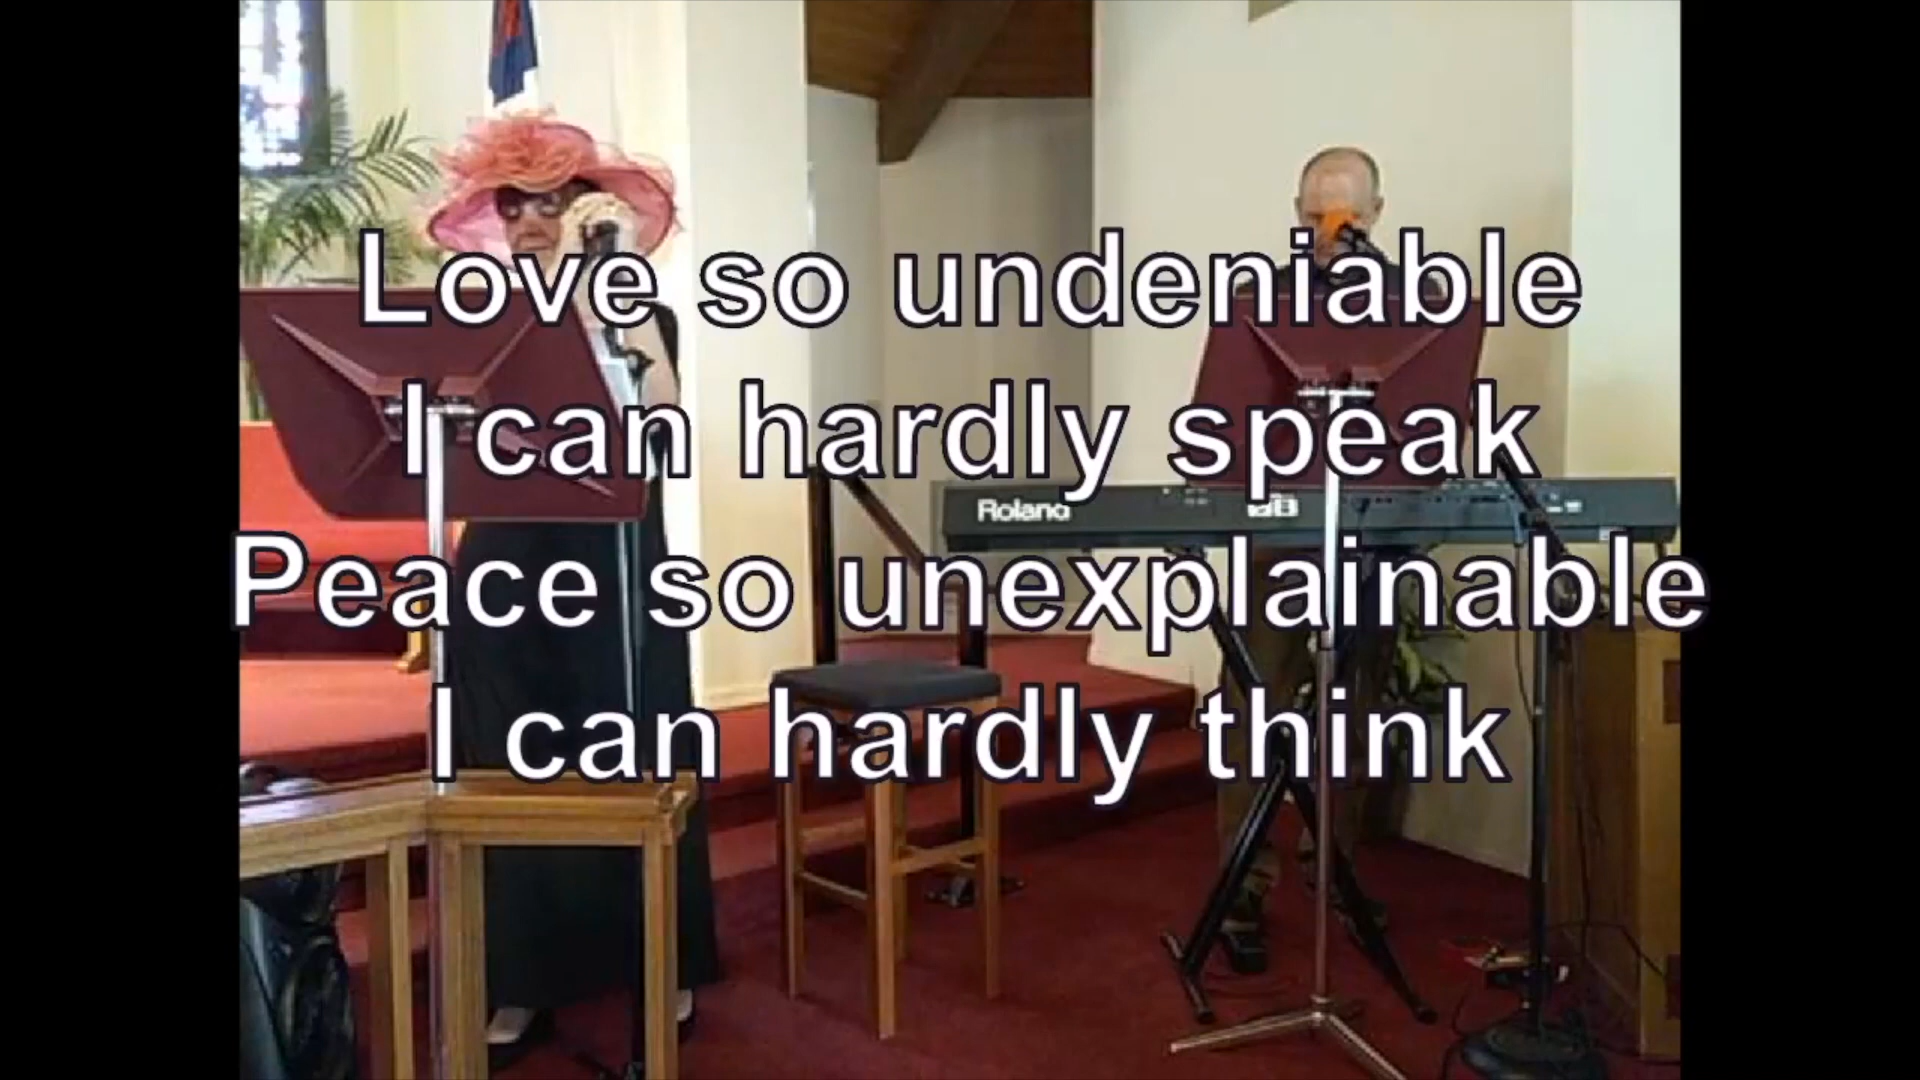 Love so undeniable
I can hardly speak
Roland
Peace so unexplainable
I can hardly think